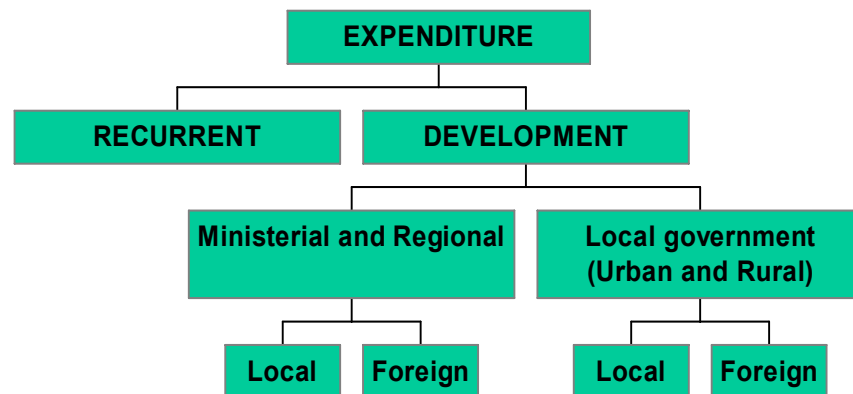 EXPENDITURE
RECURRENT
DEVELOPMENT
Ministerial and Regional
Local government
(Urban and Rural)
Local
Foreign
Local
Foreign